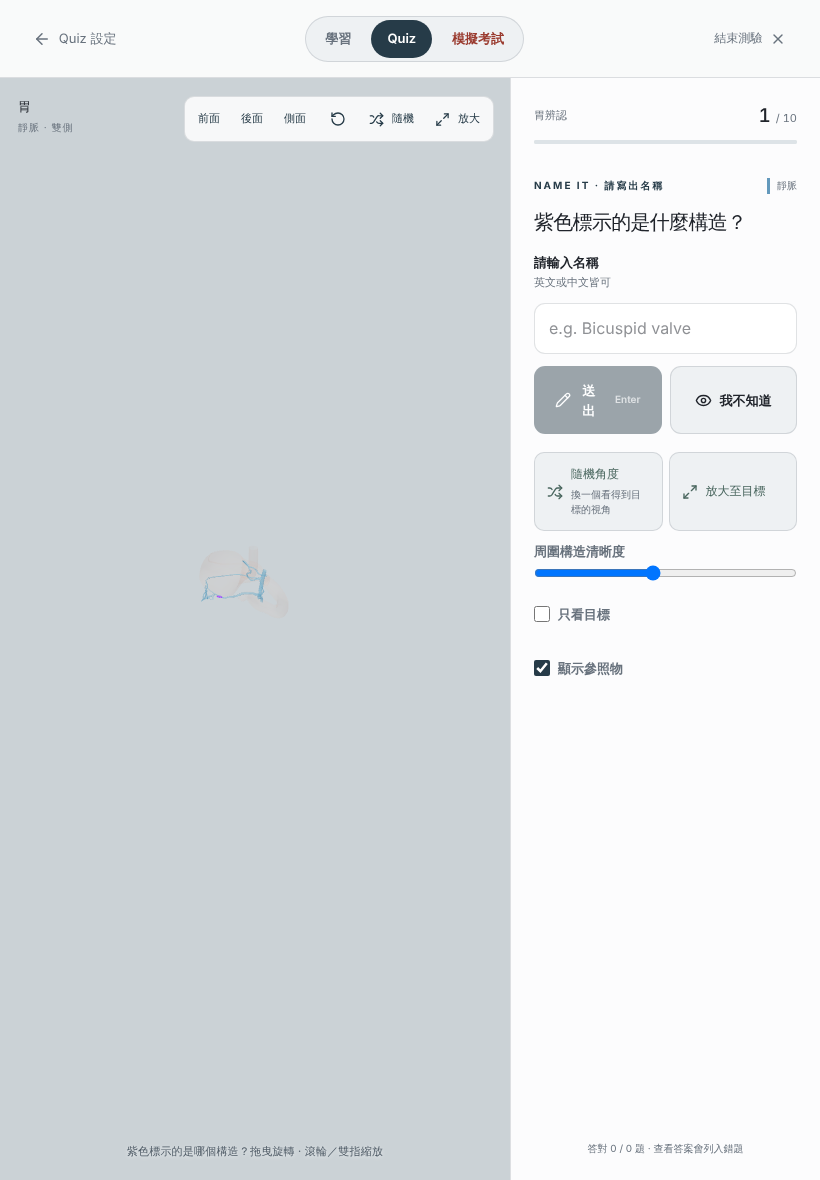 Quiz 設定
學習
Quiz
模擬考試
結束測驗
胃
靜脈 · 雙側
前面
後面
側面
隨機
放大
胃辨認
1 / 10
NAME IT · 請寫出名稱
靜脈
紫色標示的是什麼構造？
請輸入名稱
英文或中文皆可
e.g. Bicuspid valve
送出
Enter
我不知道
隨機角度
換一個看得到目
標的視角
放大至目標
周圍構造清晰度
只看目標
顯示參照物
紫色標示的是哪個構造？拖曳旋轉 · 滾輪／雙指縮放
答對 0 / 0 題 · 查看答案會列入錯題